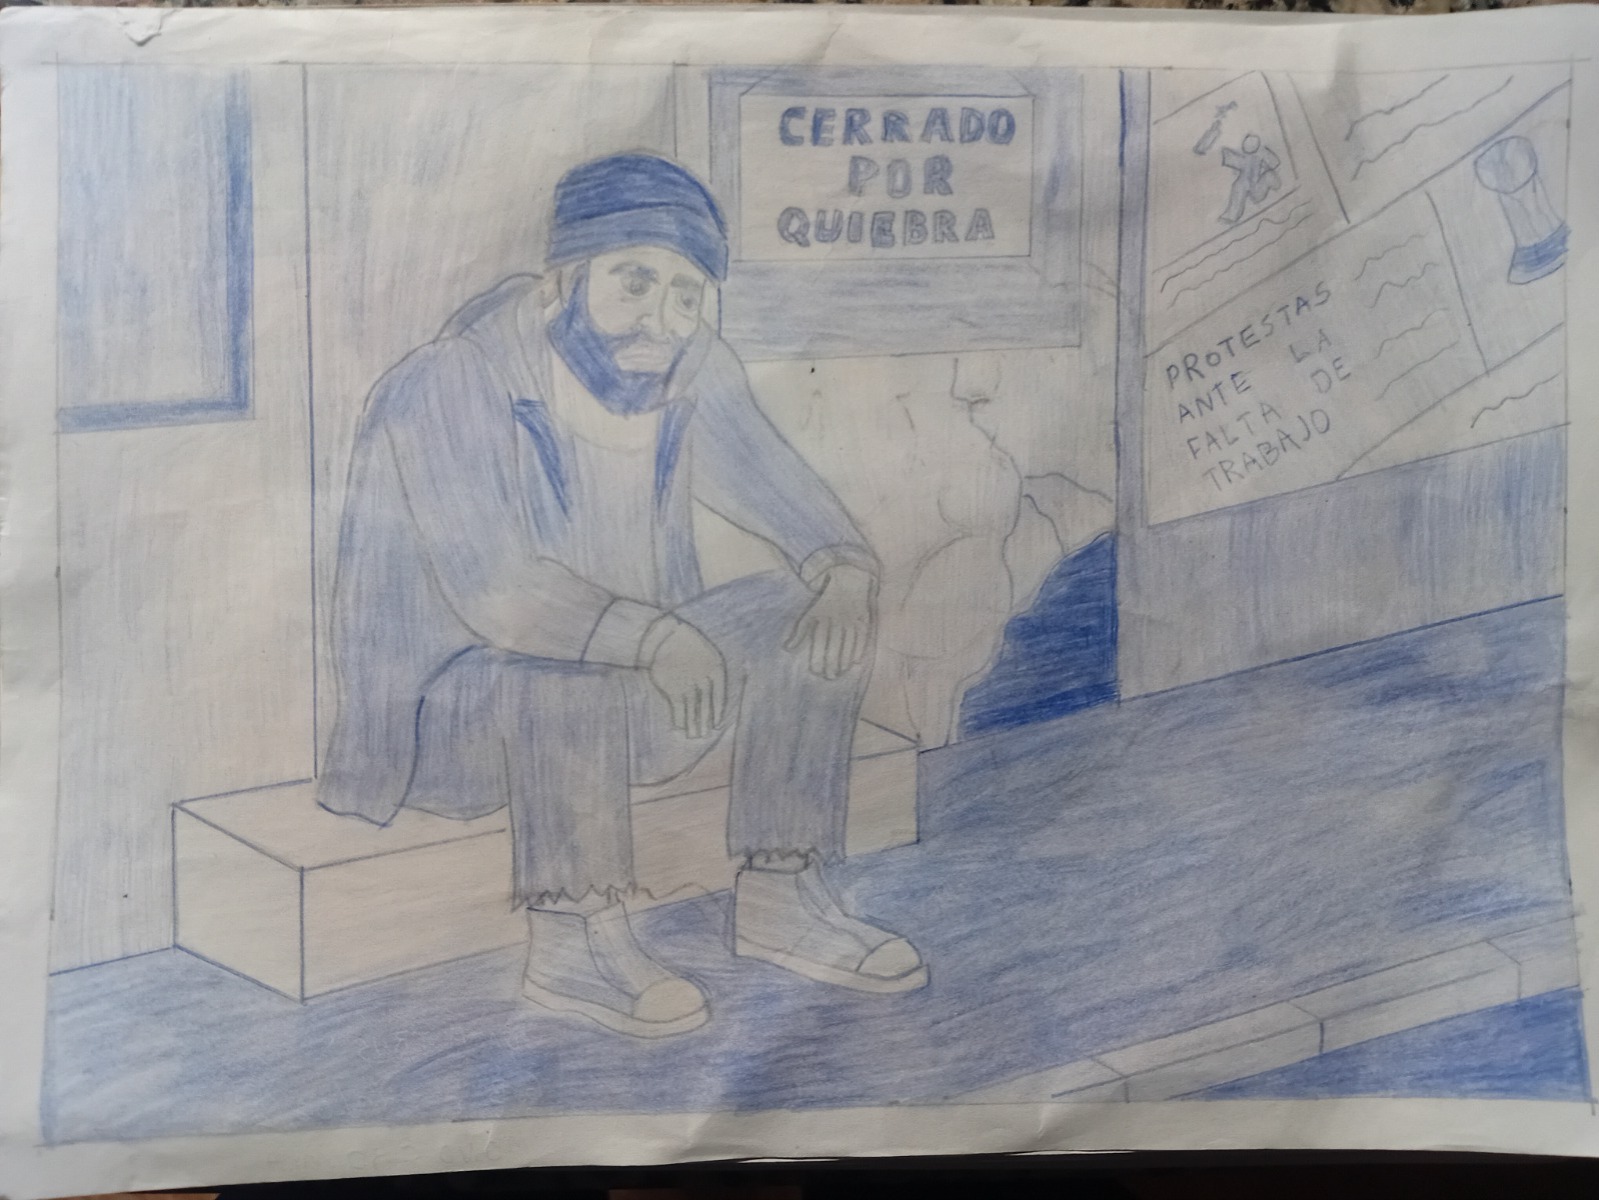 CERRADO
POR
QUIEBRA
PROTESTAS
ANTE LA
FALTA DE
TRABAJO